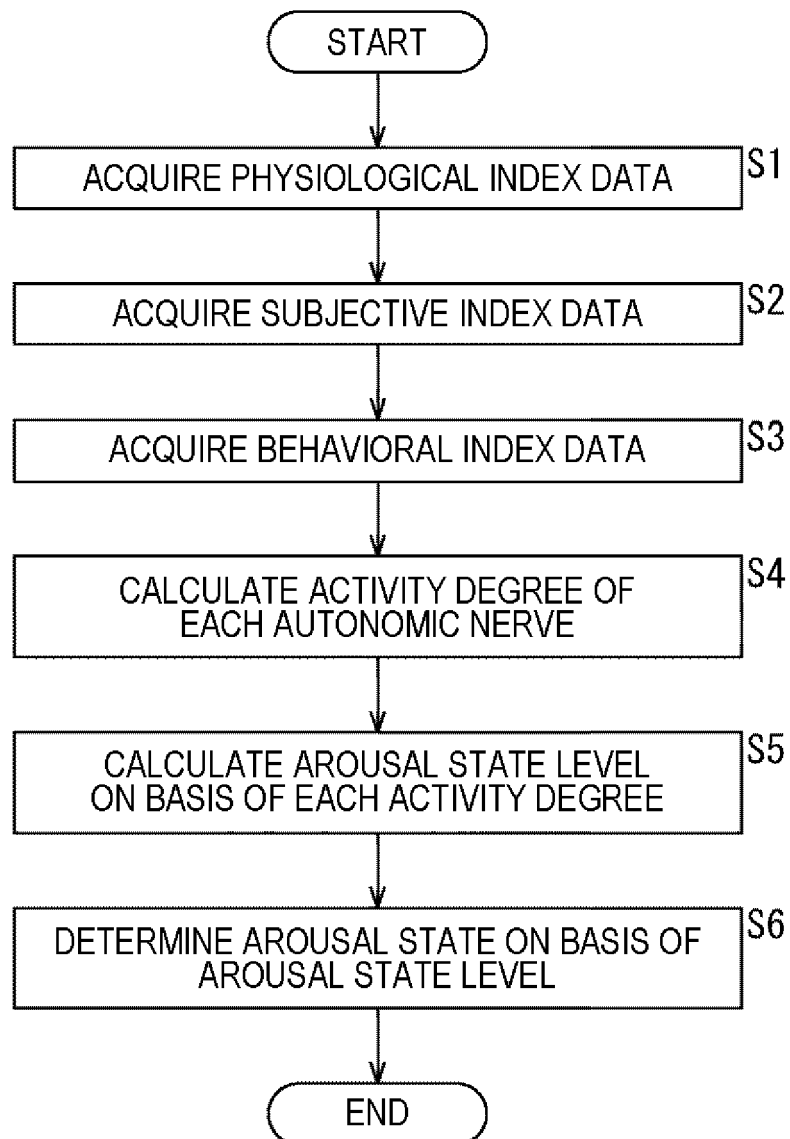 START
ACQUIRE PHYSIOLOGICAL INDEX DATA
S1
ACQUIRE SUBJECTIVE INDEX DATA
S2
ACQUIRE BEHAVIORAL INDEX DATA
S3
CALCULATE ACTIVITY DEGREE OF
EACH AUTONOMIC NERVE
S4
CALCULATE AROUSAL STATE LEVEL
ON BASIS OF EACH ACTIVITY DEGREE
S5
DETERMINE AROUSAL STATE ON BASIS OF
AROUSAL STATE LEVEL
S6
END